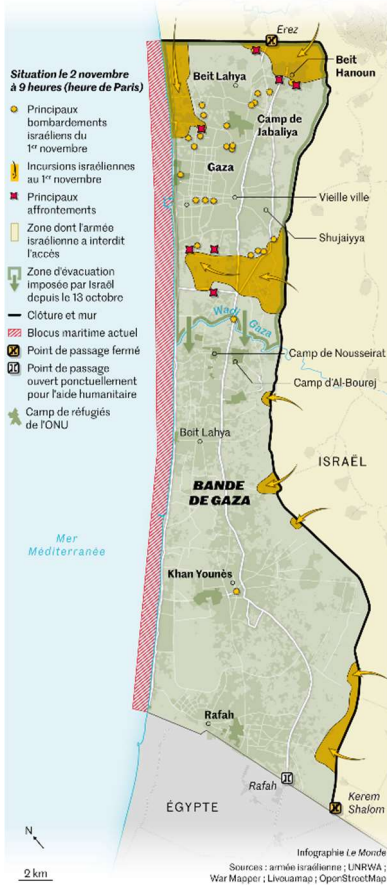 Erez
Situation le 2 novembre
à 9 heures (heure de Paris)
Principaux
bombardements
israéliens du
1er novembre
Incursions israéliennes
au 1er novembre
Principaux
affrontements
Zone dont l'armée
israélienne a interdit
l'accès
Zone d'évacuation
imposée par Israël
depuis le 13 octobre
Clôture et mur
Blocus maritime actuel
Point de passage fermé
Point de passage
ouvert ponctuellement
pour l'aide humanitaire
Camp de réfugiés
de l'ONU
Beit Lahya
Beit
Hanoun
Camp de
Jabaliya
Gaza
Vieille ville
Shujaiyya
Wadi Gaza
Camp de Nousseirat
Camp d'Al-Bourej
Boit Lahya
ISRAËL
BANDE
DE GAZA
Mer
Méditerranée
Khan Younès
Rafah
Rafah
ÉGYPTE
Kerem
Shalom
N
2 km
Infographie Le Monde
Sources : armée israélienne ; UNRWA ;
War Mapper ; Liveuamap ; OpenStreetMap